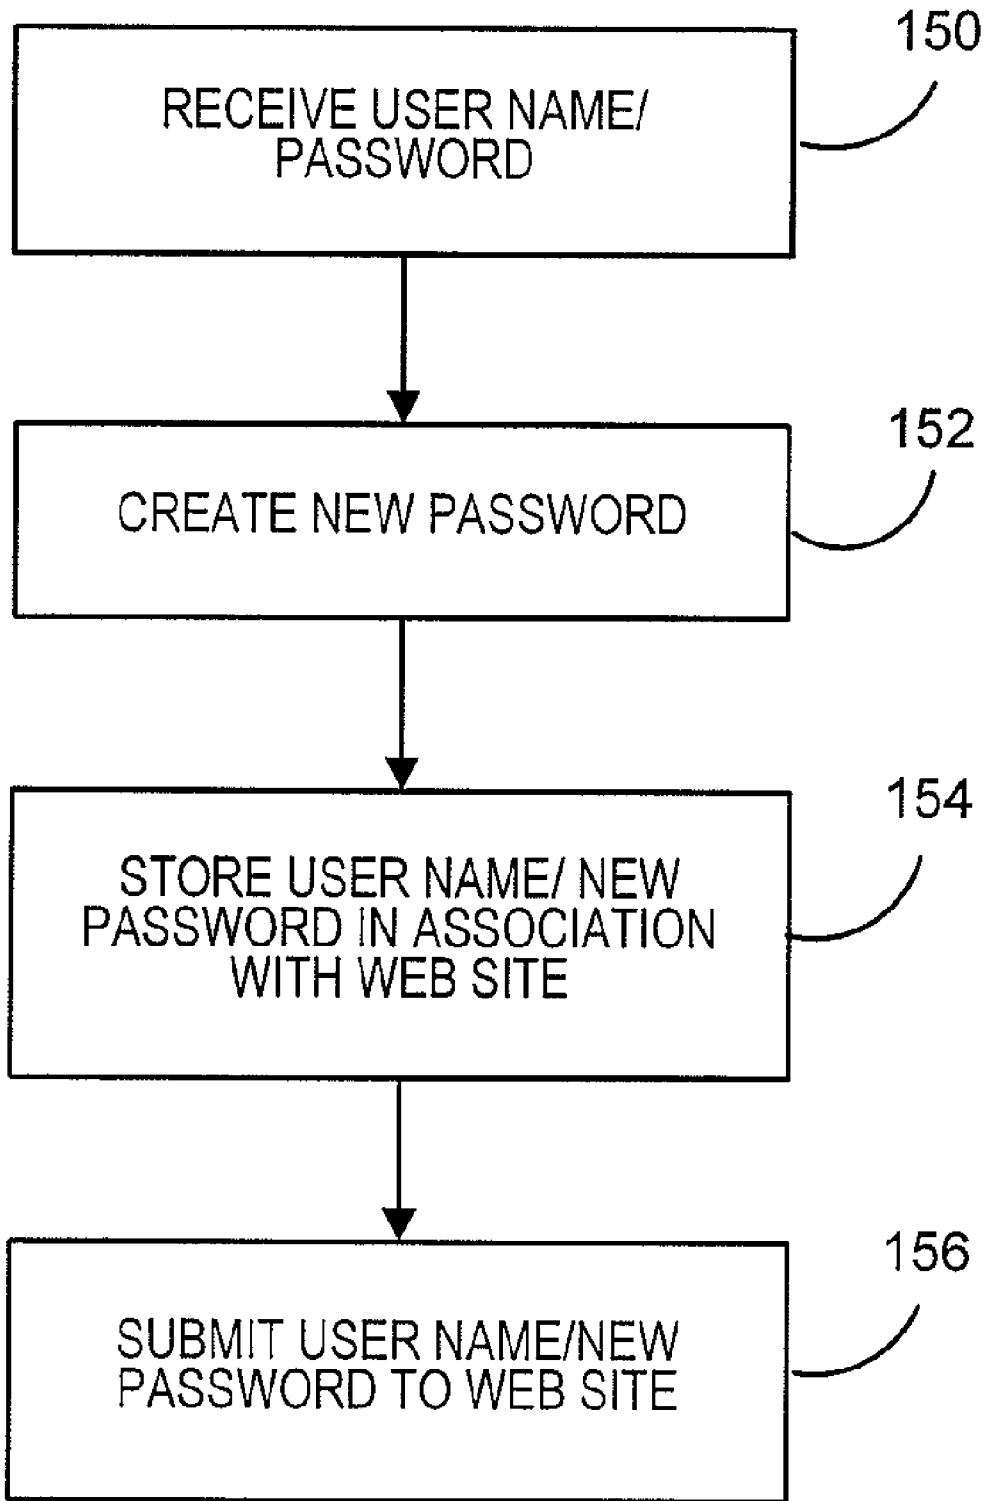 150
RECEIVE USER NAME/
PASSWORD
152
CREATE NEW PASSWORD
154
STORE USER NAME/ NEW
PASSWORD IN ASSOCIATION
WITH WEB SITE
156
SUBMIT USER NAME/NEW
PASSWORD TO WEB SITE